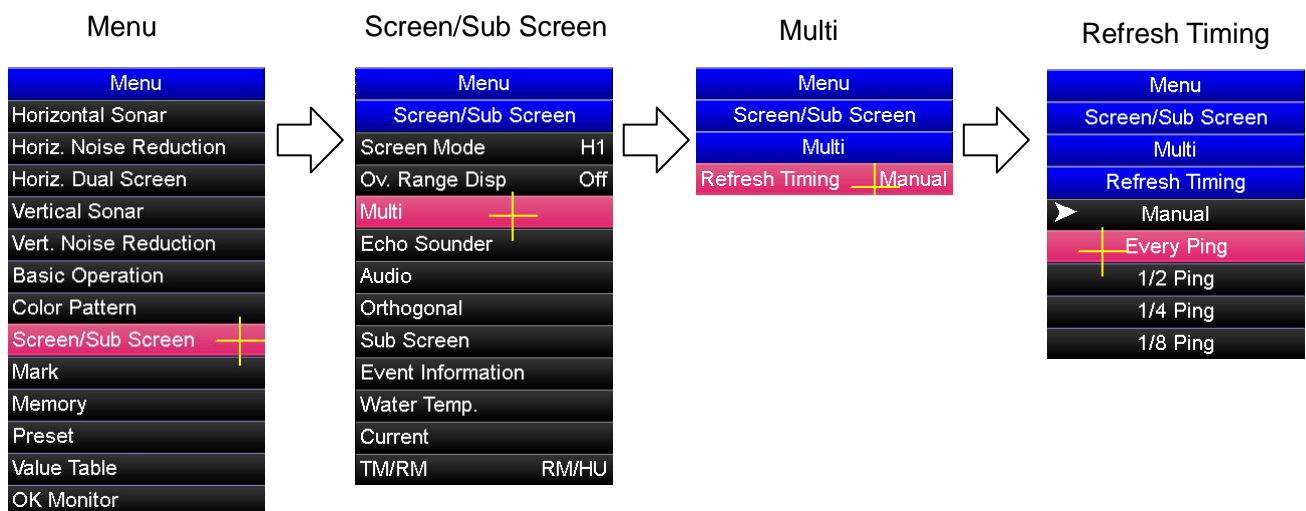 Menu
Menu
Horizontal Sonar
Horiz. Noise Reduction
Horiz. Dual Screen
Vertical Sonar
Vert. Noise Reduction
Basic Operation
Color Pattern
Screen/Sub Screen
Mark
Memory
Preset
Value Table
OK Monitor
Screen/Sub Screen
Menu
Screen/Sub Screen
Screen Mode H1
Ov. Range Disp Off
Multi
Echo Sounder
Audio
Orthogonal
Sub Screen
Event Information
Water Temp.
Current
TM/RM RM/HU
Multi
Menu
Screen/Sub Screen
Multi
Refresh Timing Manual
Refresh Timing
Menu
Screen/Sub Screen
Multi
Refresh Timing
Manual
Every Ping
1/2 Ping
1/4 Ping
1/8 Ping